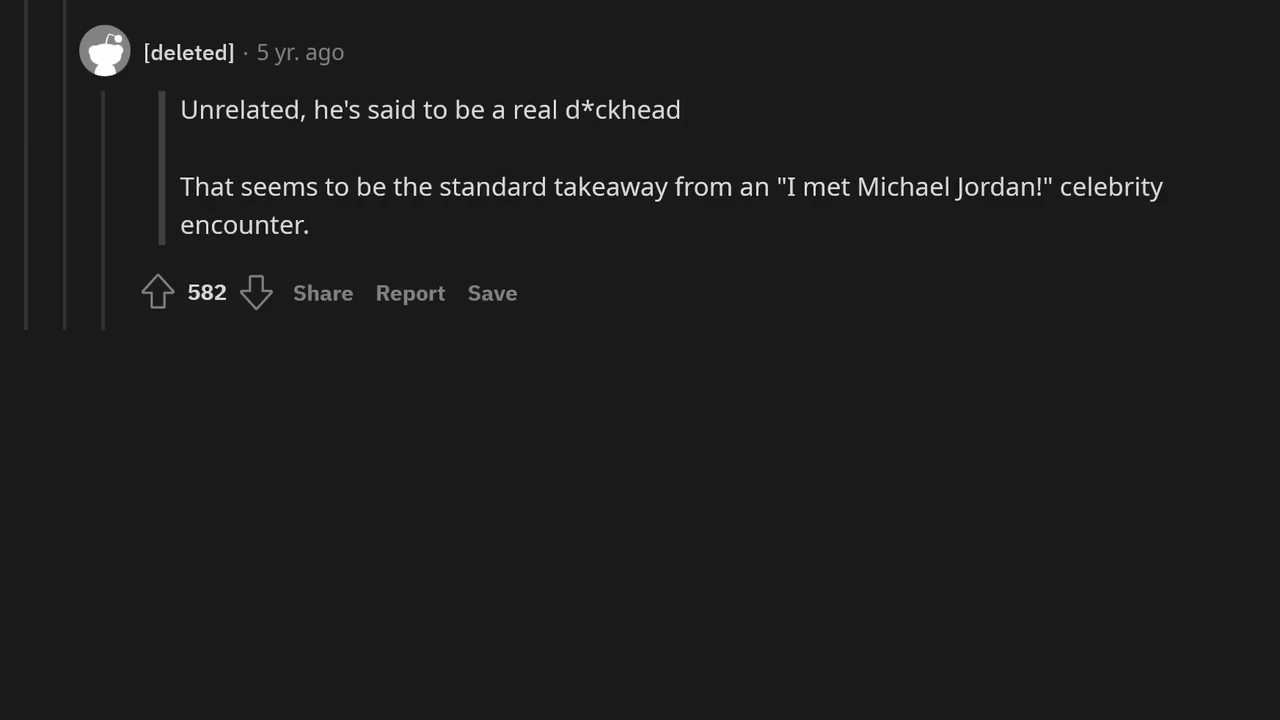 [deleted] · 5 yr. ago
Unrelated, he's said to be a real d*ckhead
That seems to be the standard takeaway from an "I met Michael Jordan!" celebrity
encounter.
582 Share Report Save